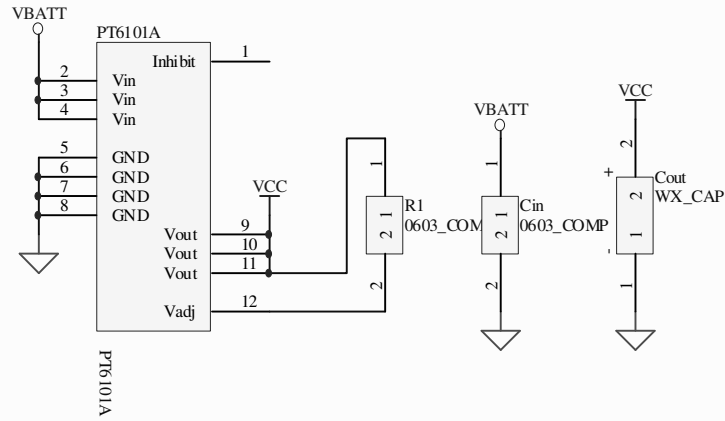 VBATT
PT6101A
Inhibit 1
2 Vin
3 Vin
4 Vin
5 GND
6 GND
7 GND
8 GND
VCC
Vout 9
Vout 10
Vout 11
Vadj 12
PT6101A
1
R1
1
2
0603_COM
2
VBATT
1
Cin
1
2
0603_COMP
2
VCC
2
+
Cout
WX_CAP
2
1
-
1